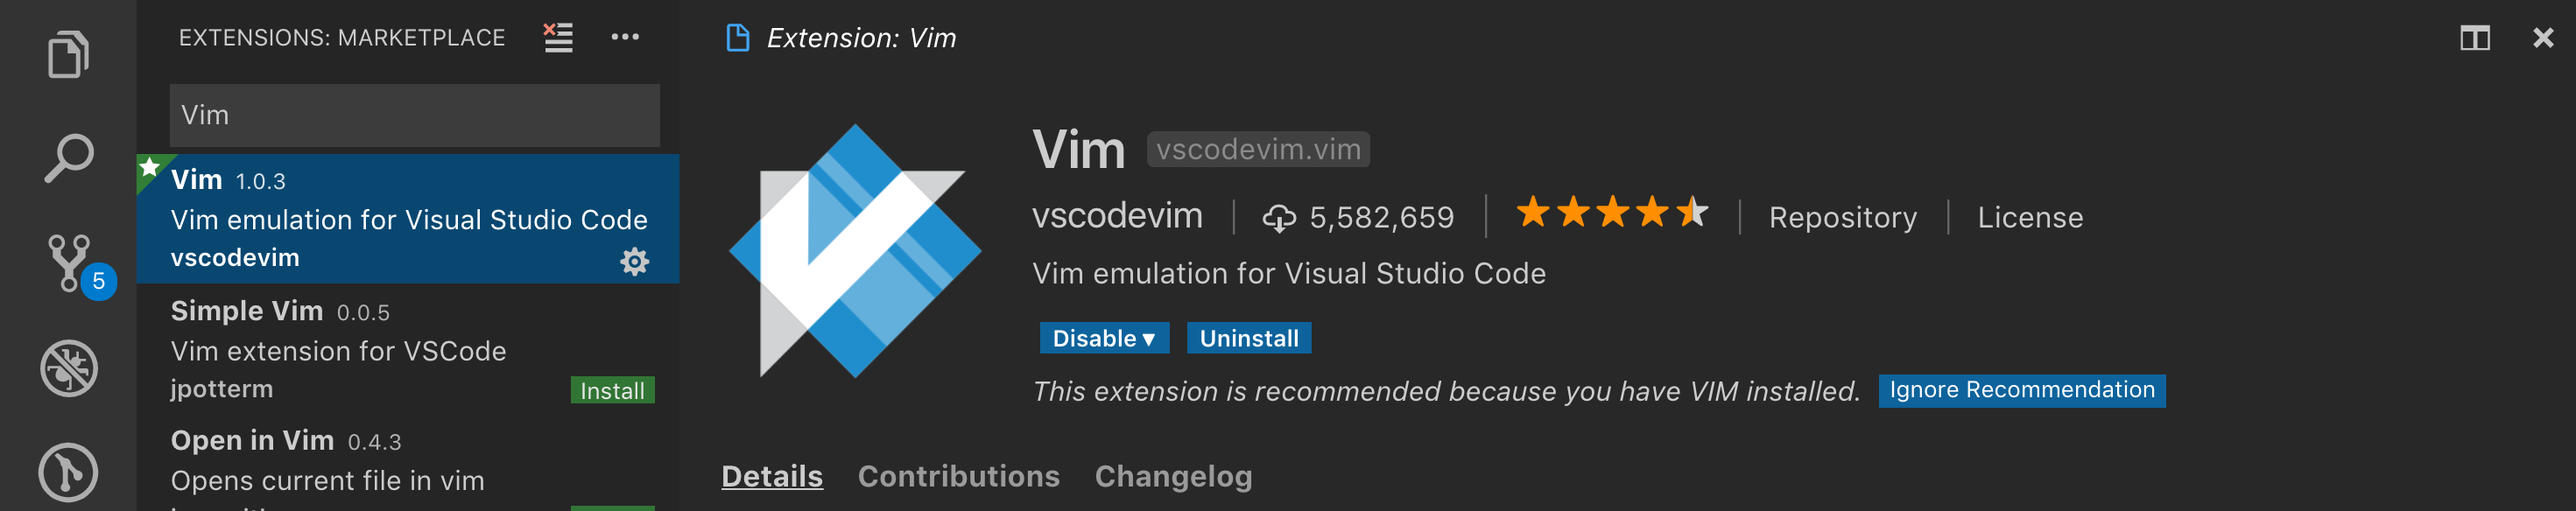 EXTENSIONS: MARKETPLACE
Vim
Vim 1.0.3
Vim emulation for Visual Studio Code
vscodevim
5
Simple Vim 0.0.5
Vim extension for VSCode
jpotterm
Install
Open in Vim 0.4.3
Opens current file in vim
Extension: Vim
Vim vscodevim.vim
vscodevim | 5,582,659 | Repository | License
Vim emulation for Visual Studio Code
Disable ▾ Uninstall
This extension is recommended because you have VIM installed. Ignore Recommendation
Details Contributions Changelog